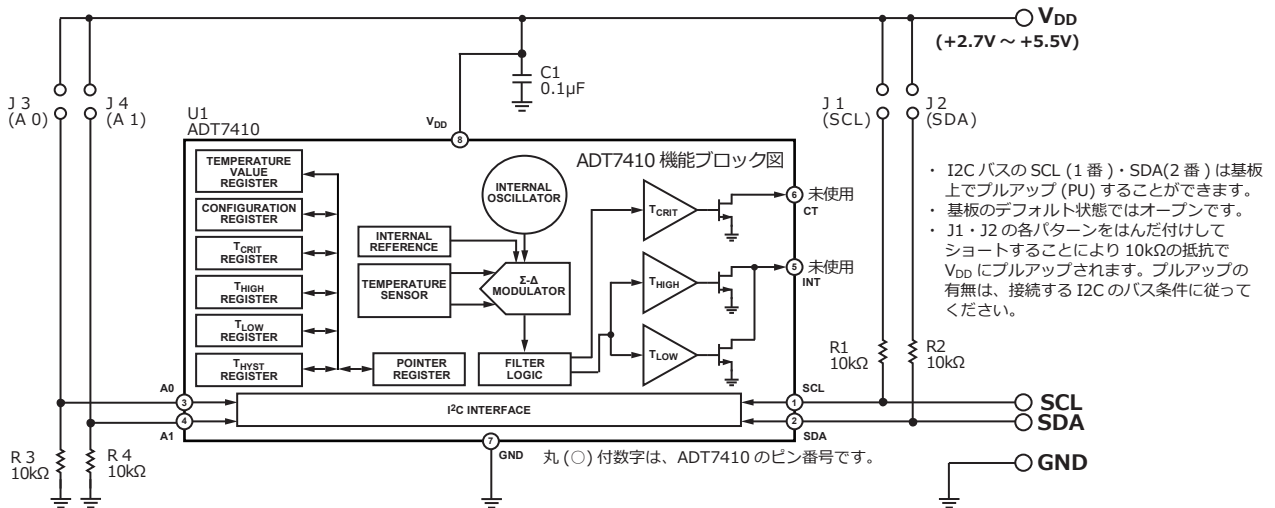 VDD
(+2.7V ～ +5.5V)
C1
0.1μF
J 3
(A 0)
J 4
(A 1)
J 1
(SCL)
J 2
(SDA)
U1
ADT7410
VDD
8
ADT7410 機能ブロック図
TEMPERATURE
VALUE
REGISTER
CONFIGURATION
REGISTER
TCRIT
REGISTER
THIGH
REGISTER
TLOW
REGISTER
THYST
REGISTER
INTERNAL
OSCILLATOR
INTERNAL
REFERENCE
TEMPERATURE
SENSOR
Σ-Δ
MODULATOR
FILTER
LOGIC
POINTER
REGISTER
TCRIT
THIGH
TLOW
6
未使用
CT
5
未使用
INT
・ I2C バスの SCL (1 番 )・SDA(2 番 ) は基板
上でプルアップ (PU) することができます。
・ 基板のデフォルト状態ではオープンです。
・ J1・J2 の各パターンをはんだ付けして
ショートすることにより 10kΩの抵抗で
VDD にプルアップされます。プルアップの
有無は、接続する I2C のバス条件に従って
ください。
R1
10kΩ
R2
10kΩ
A0
3
4
A1
I²C INTERFACE
SCL
1
2
SDA
SCL
SDA
7
GND
丸 (○) 付数字は、ADT7410 のピン番号です。
R 3
10kΩ
R 4
10kΩ
GND